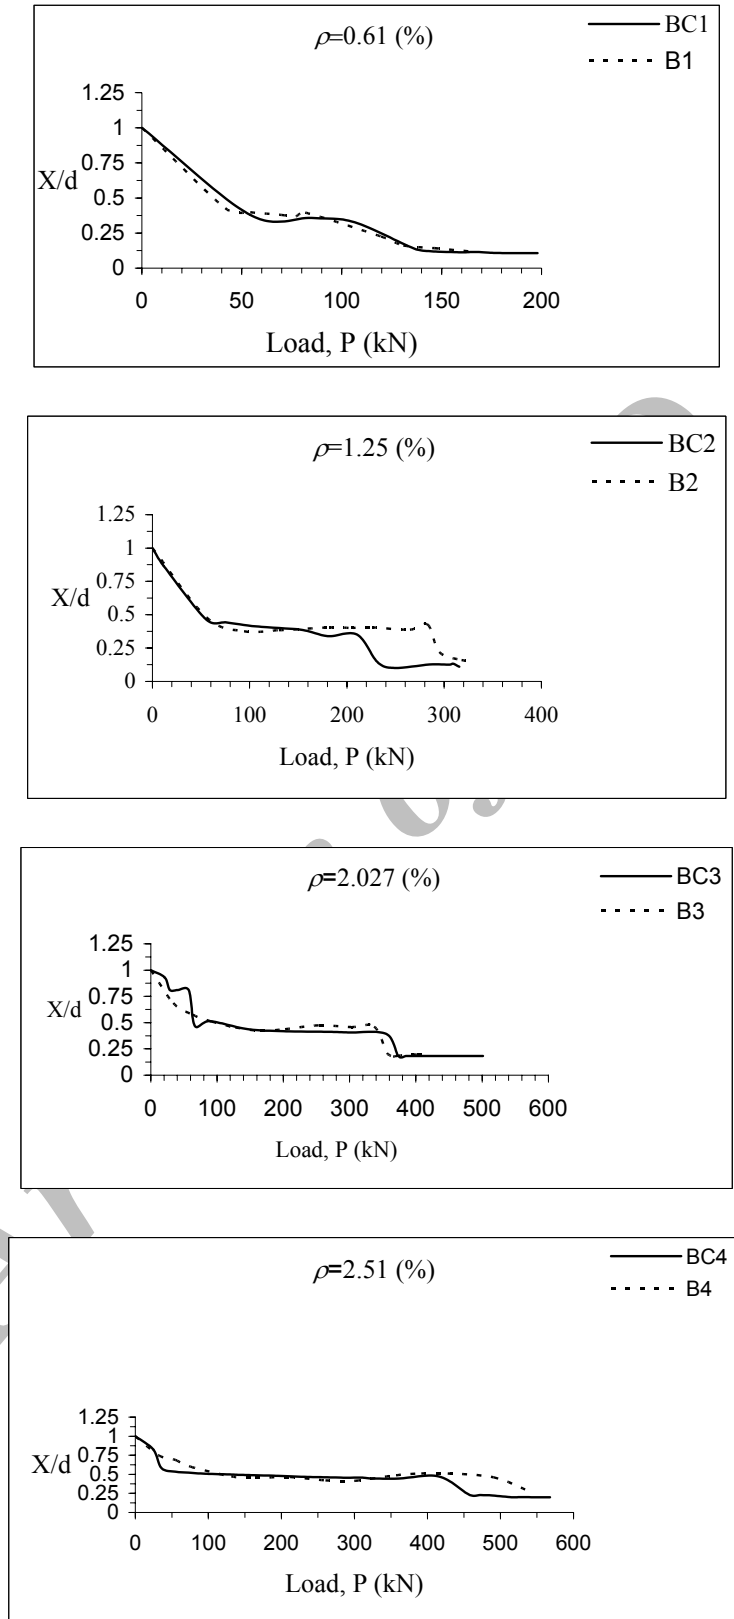 ρ=0.61 (%)
BC1
B1
1.25
1
0.75
0.5
0.25
0
X/d
0 50 100 150 200
Load, P (kN)
ρ=1.25 (%)
BC2
B2
1.25
1
0.75
0.5
0.25
0
X/d
0 100 200 300 400
Load, P (kN)
ρ=2.027 (%)
BC3
B3
1.25
1
0.75
0.5
0.25
0
X/d
0 100 200 300 400 500 600
Load, P (kN)
ρ=2.51 (%)
BC4
B4
1.25
1
0.75
0.5
0.25
0
X/d
0 100 200 300 400 500 600
Load, P (kN)